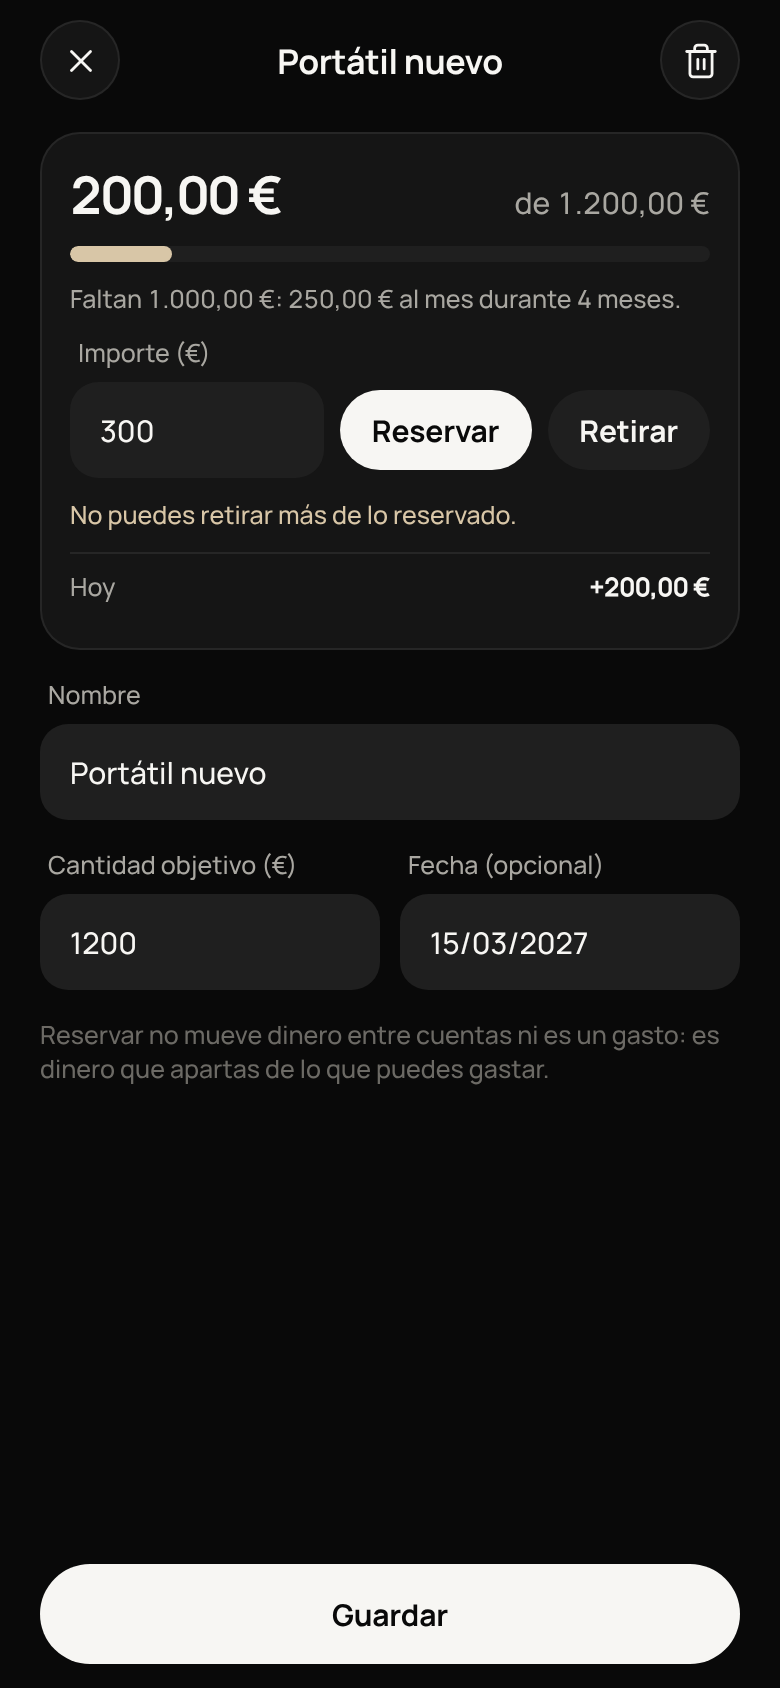 Portátil nuevo
200,00 €
de 1.200,00 €
Faltan 1.000,00 €: 250,00 € al mes durante 4 meses.
Importe (€)
300
Reservar
Retirar
No puedes retirar más de lo reservado.
Hoy
+200,00 €
Nombre
Portátil nuevo
Cantidad objetivo (€)
Fecha (opcional)
1200
15/03/2027
Reservar no mueve dinero entre cuentas ni es un gasto: es
dinero que apartas de lo que puedes gastar.
Guardar